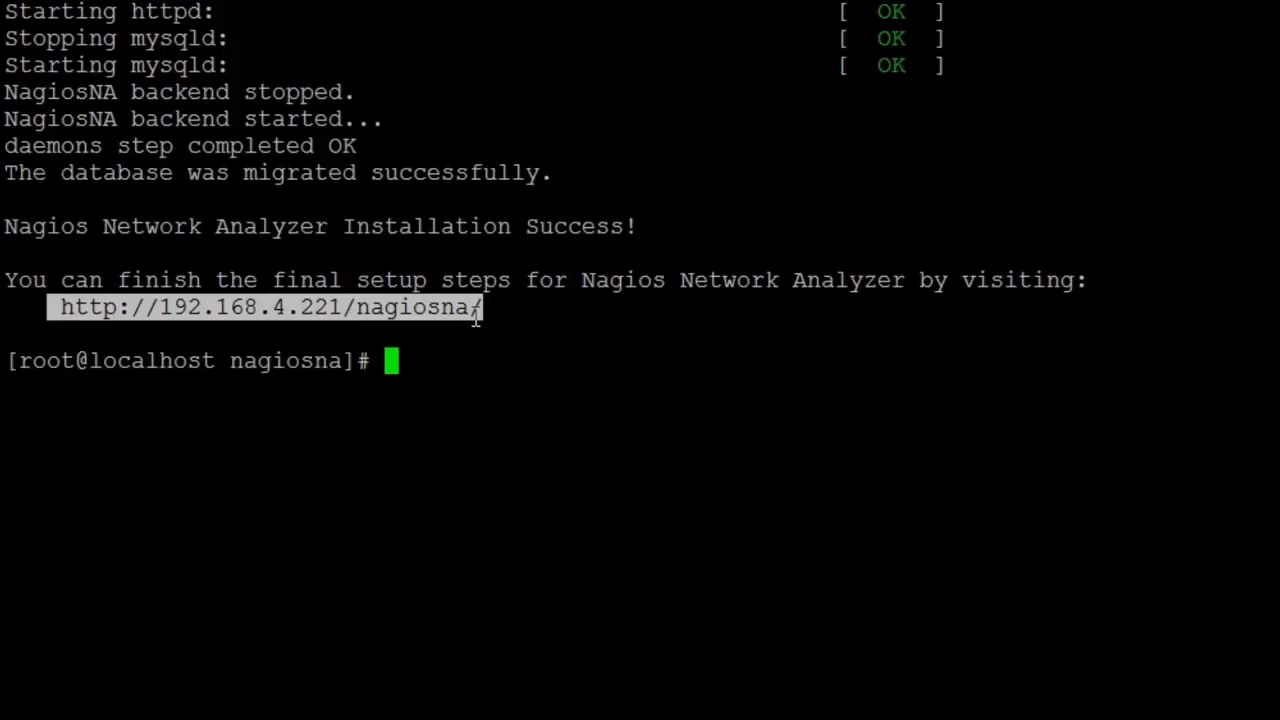 Starting httpd: [ OK ]
Stopping mysqld: [ OK ]
Starting mysqld: [ OK ]
NagiosNA backend stopped.
NagiosNA backend started...
daemons step completed OK
The database was migrated successfully.
Nagios Network Analyzer Installation Success!
You can finish the final setup steps for Nagios Network Analyzer by visiting:
http://192.168.4.221/nagiosna/
[root@localhost nagiosna]#